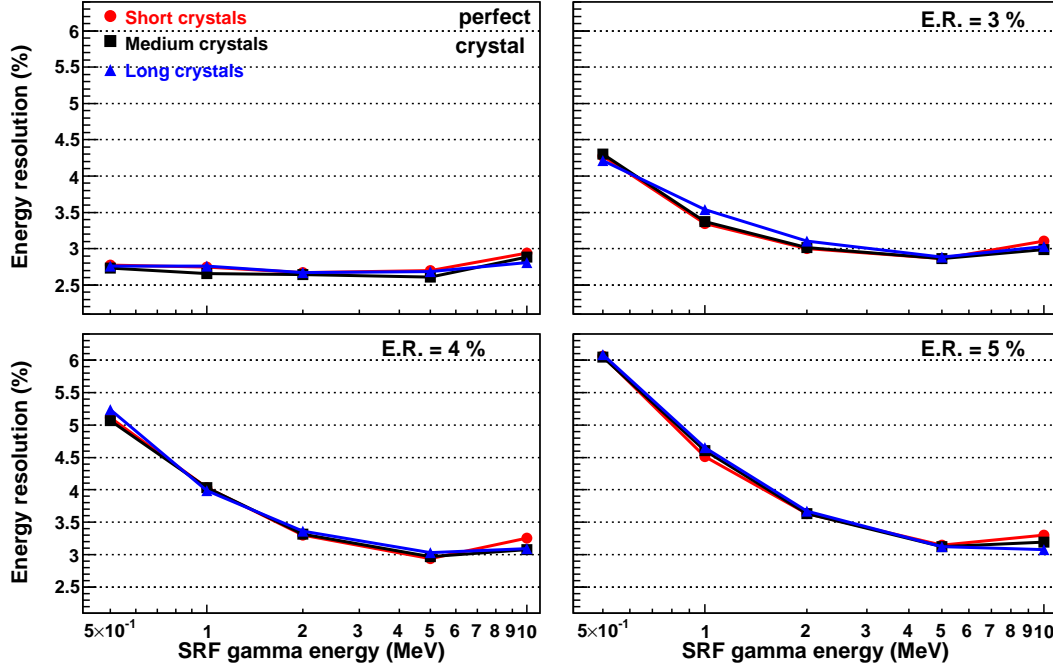 Short crystals
Medium crystals
Long crystals
perfect
crystal
Energy resolution (%)
6
5.5
5
4.5
4
3.5
3
2.5
E.R. = 3 %
E.R. = 4 %
Energy resolution (%)
6
5.5
5
4.5
4
3.5
3
2.5
5×10⁻¹ 1 2 3 4 5 6 7 8 9 10
SRF gamma energy (MeV)
E.R. = 5 %
5×10⁻¹ 1 2 3 4 5 6 7 8 9 10
SRF gamma energy (MeV)